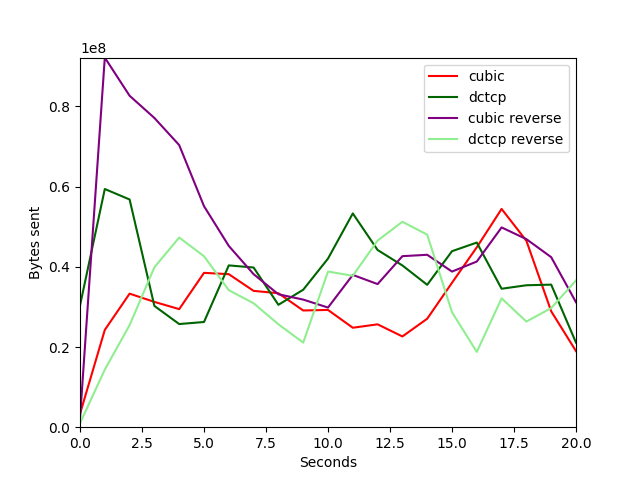 1e8
cubic
dctcp
cubic reverse
dctcp reverse
0.8
0.6
0.4
0.2
0.0
Bytes sent
0.0 2.5 5.0 7.5 10.0 12.5 15.0 17.5 20.0
Seconds